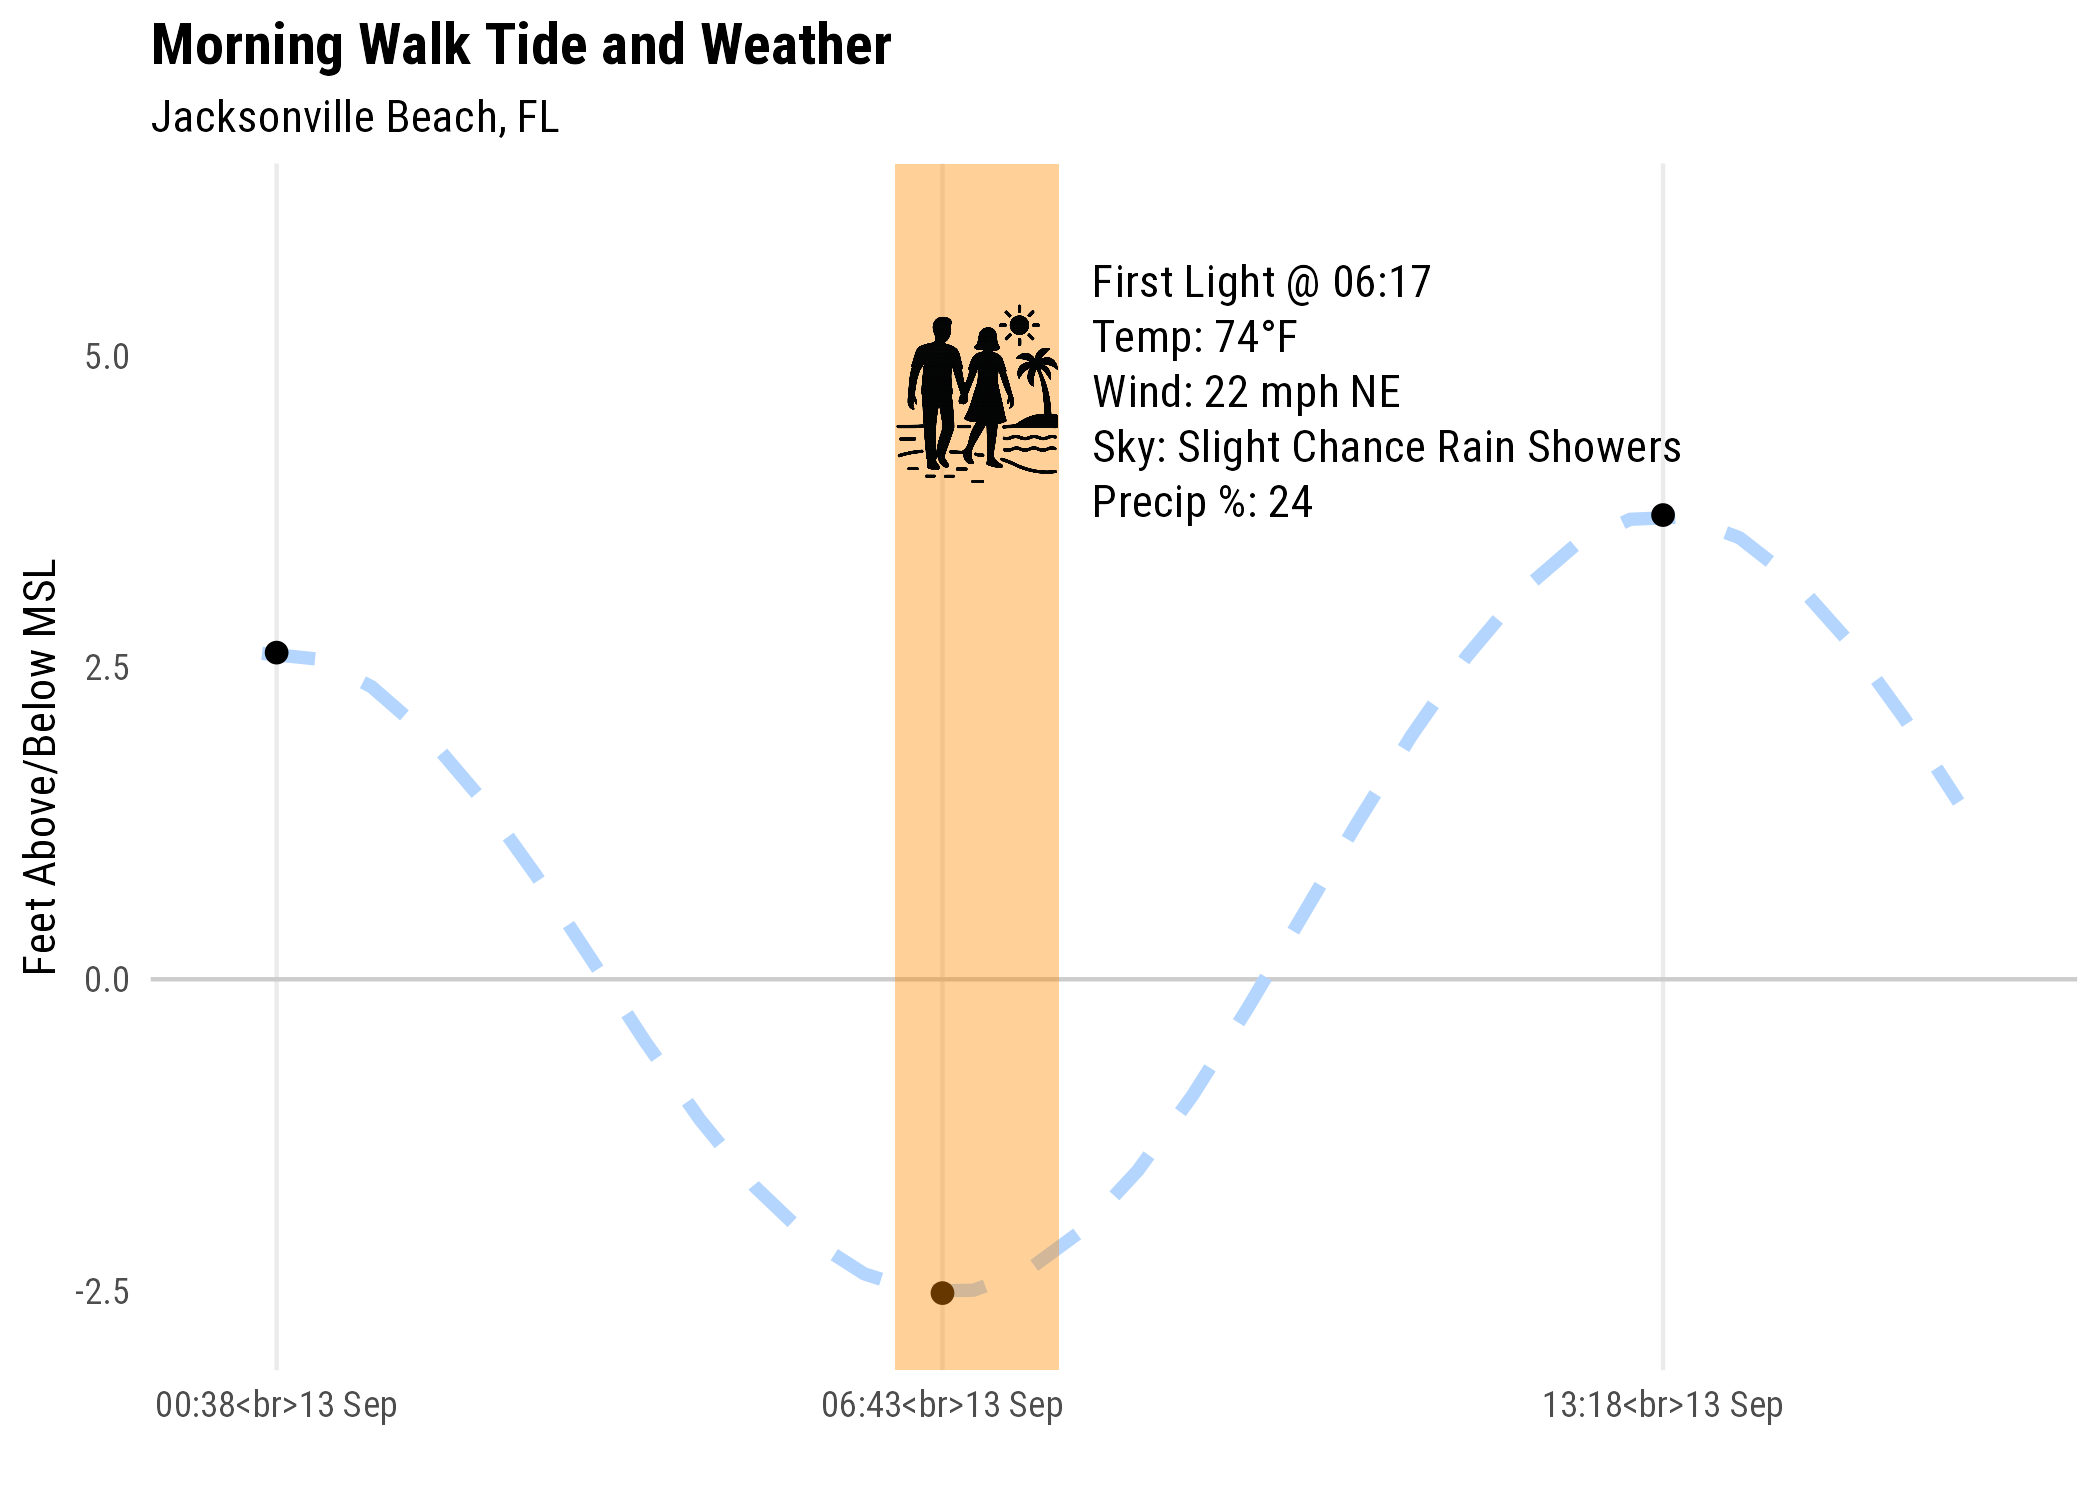 Morning Walk Tide and Weather
Jacksonville Beach, FL
First Light @ 06:17
Temp: 74°F
Wind: 22 mph NE
Sky: Slight Chance Rain Showers
Precip %: 24
Feet Above/Below MSL
5.0
2.5
0.0
-2.5
00:38<br>13 Sep
06:43<br>13 Sep
13:18<br>13 Sep